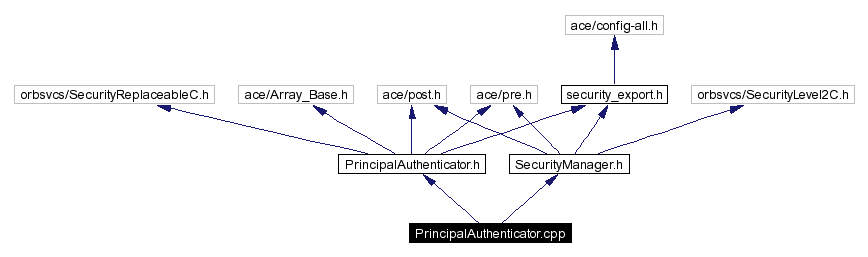 ace/config-all.h
orbsvcs/SecurityReplaceableC.h
ace/Array_Base.h
ace/post.h
ace/pre.h
security_export.h
orbsvcs/SecurityLevel2C.h
PrincipalAuthenticator.h
SecurityManager.h
PrincipalAuthenticator.cpp